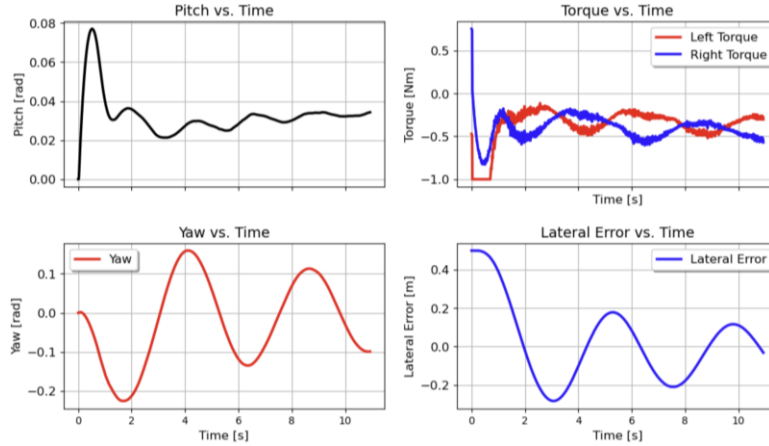 Pitch vs. Time
Pitch [rad]
0.08
0.06
0.04
0.02
0.00
Torque vs. Time
Torque [Nm]
0.5
0.0
−0.5
−1.0
Left Torque
Right Torque
Time [s]
Yaw vs. Time
Yaw [rad]
0.1
0.0
−0.1
−0.2
Yaw
0 2 4 6 8 10
Time [s]
Lateral Error vs. Time
Lateral Error [m]
0.4
0.2
0.0
−0.2
Lateral Error
0 2 4 6 8 10
Time [s]